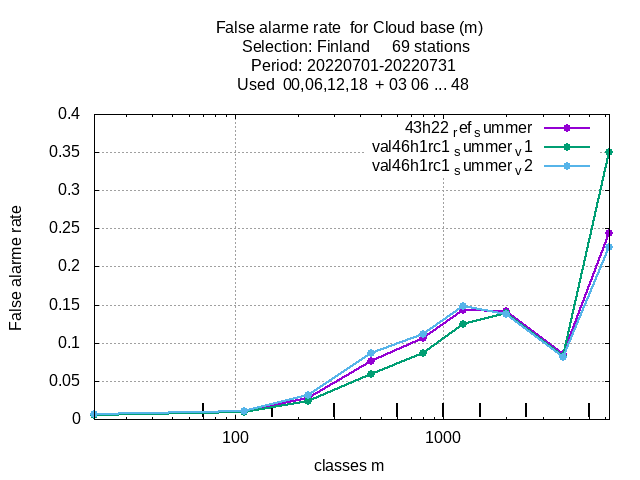 False alarme rate for Cloud base (m)
Selection: Finland 69 stations
Period: 20220701-20220731
Used 00,06,12,18 + 03 06 ... 48
43h22 ref summer
val46h1rc1 summer v1
val46h1rc1 summer v2
0.4
0.35
0.3
0.25
0.2
0.15
0.1
0.05
0
100 1000
False alarme rate
classes m